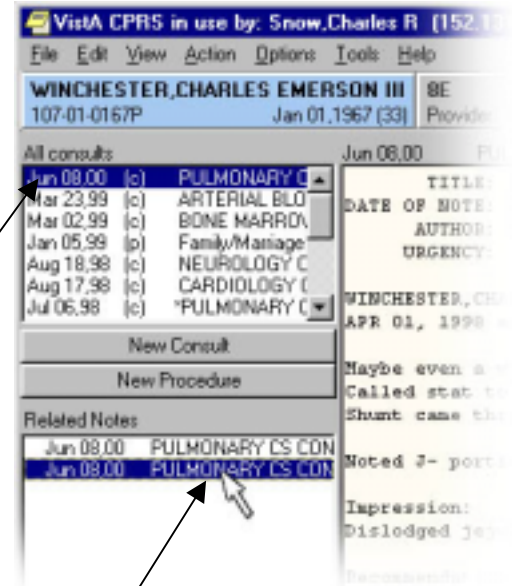 VistA CPRS in use by: Snow,Charles R (152.13
File Edit View Action Options Tools Help
WINCHESTER,CHARLES EMERSON III 8E
107-01-0167P Jan 01,1967 (33) Provider
All consults
Jun 08,00 (c) PULMONARY C
Mar 23,99 (c) ARTERIAL BLO
Mar 02,99 (c) BONE MARROW
Jan 05,99 (p) Family/Marriage
Aug 18,98 (c) NEUROLOGY C
Aug 17,98 (c) CARDIOLOGY C
Jul 06,98 (c) *PULMONARY C
New Consult
New Procedure
Related Notes
Jun 08,00 PULMONARY CS CON
Jun 08,00 PULMONARY CS CON
Jun 08,00 PU
TITLE:
DATE OF NOTE:
AUTHOR:
URGENCY:
WINCHESTER,CH
APR 01, 1998
Maybe even a
Called stat to
Shunt came th
Noted J- port
Impression:
Dislodged je